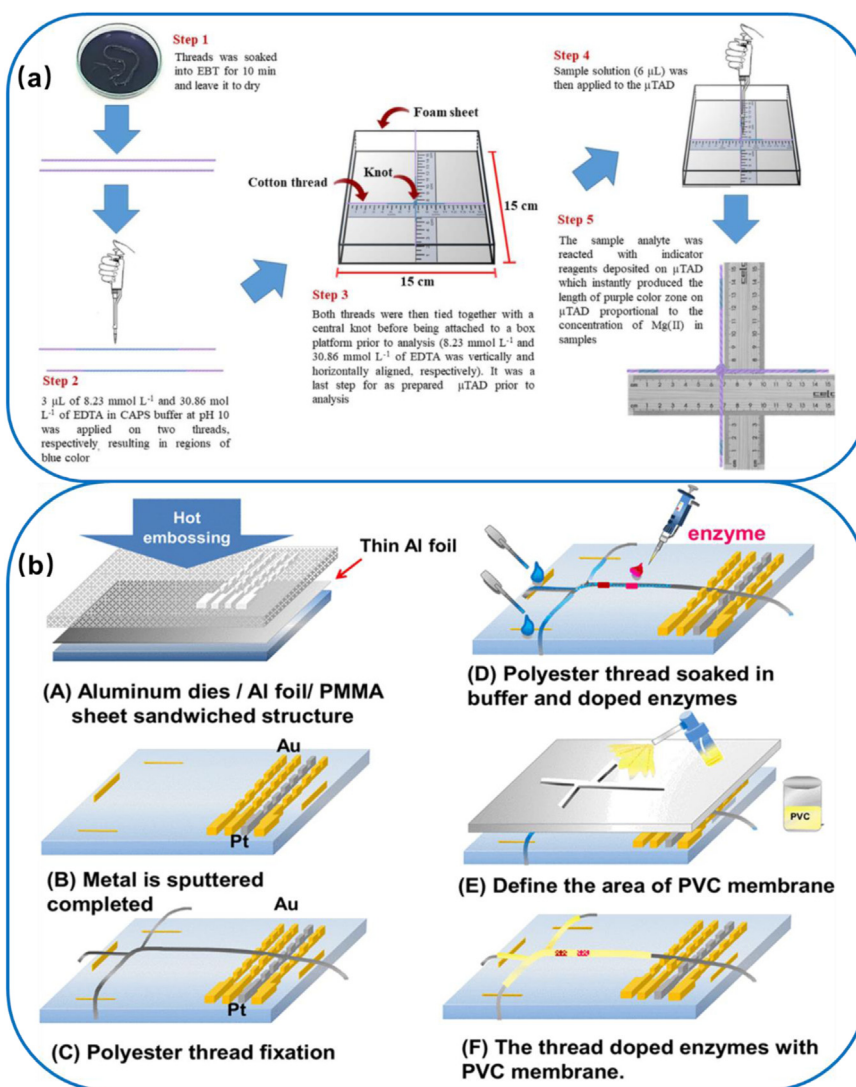 (a)
Step 1
Threads was soaked
into EBT for 10 min
and leave it to dry
Step 2
3 µL of 8.23 mmol L⁻¹ and 30.86 mol
L⁻¹ of EDTA in CAPS buffer at pH 10
was applied on two threads,
respectively resulting in regions of
blue color
Foam sheet
Cotton thread
Knot
15 cm
15 cm
Step 3
Both threads were then tied together with a
central knot before being attached to a box
platform prior to analysis (8.23 mmol L⁻¹ and
30.86 mmol L⁻¹ of EDTA was vertically and
horizontally aligned, respectively). It was a
last step for as prepared µTAD prior to
analysis
Step 4
Sample solution (6 µL) was
then applied to the µTAD
Step 5
The sample analyte was
reacted with indicator
reagents deposited on µTAD
which instantly produced the
length of purple color zone on
µTAD proportional to the
concentration of Mg(II) in
samples
(b)
Hot
embossing
Thin Al foil
(A) Aluminum dies / Al foil/ PMMA
sheet sandwiched structure
Au
Pt
(B) Metal is sputtered
completed
Au
Pt
(C) Polyester thread fixation
enzyme
(D) Polyester thread soaked in
buffer and doped enzymes
PVC
(E) Define the area of PVC membrane
(F) The thread doped enzymes with
PVC membrane.